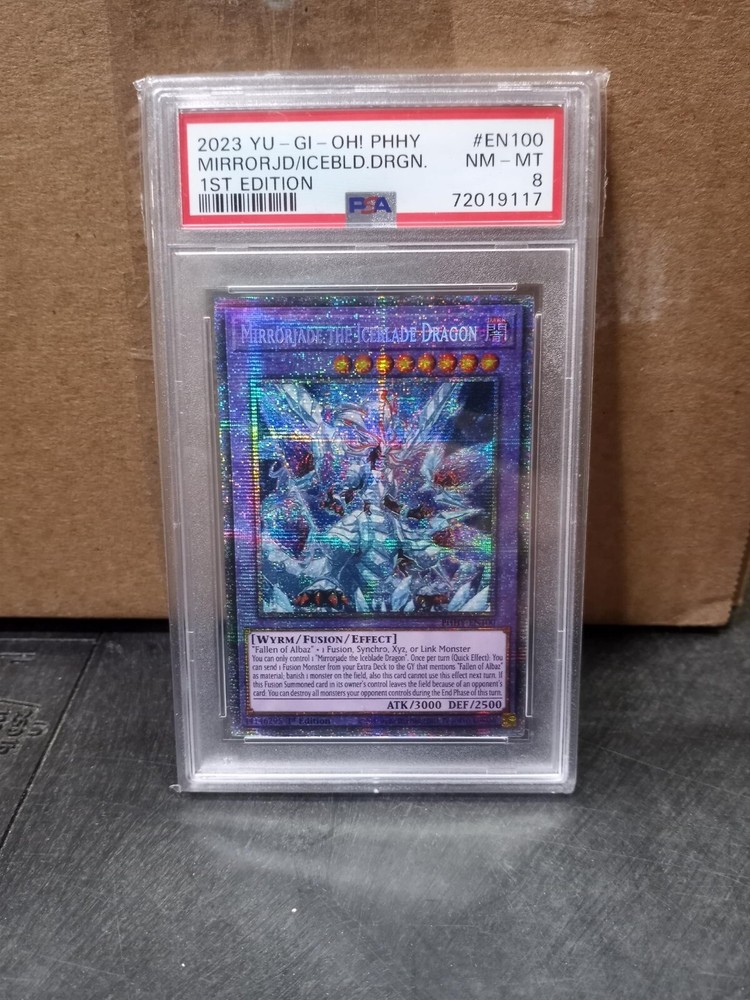 2023 YU-GI-OH! PHHY #EN100
MIRRORJD/ICEBLD.DRGN. NM-MT
1ST EDITION 8
PSA 72019117
MIRRORJADE THE ICEBLADE DRAGON 闇
PHHY-EN100
[WYRM/FUSION/EFFECT]
"Fallen of Albaz" + 1 Fusion, Synchro, Xyz, or Link Monster
You can only control 1 "Mirrorjade the Iceblade Dragon". Once per turn (Quick Effect): You
can send 1 Fusion Monster from your Extra Deck to the GY that mentions "Fallen of Albaz"
as material; banish 1 monster on the field, also this card cannot use this effect next turn. If
this Fusion Summoned card in its owner's control leaves the field because of an opponent's
card: You can destroy all monsters your opponent controls during the End Phase of this turn.
ATK/3000 DEF/2500
1st Edition